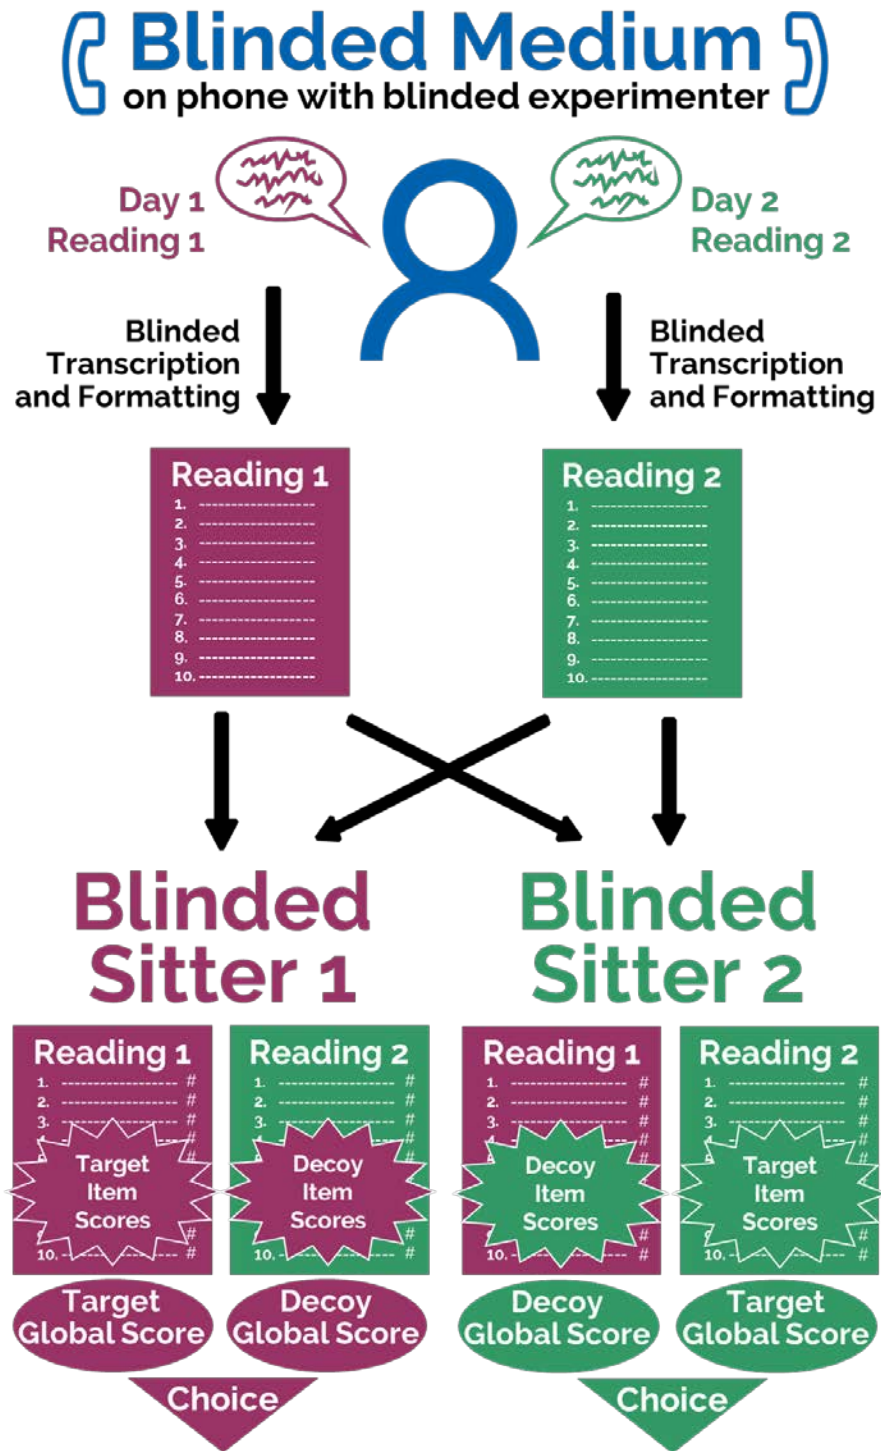 Blinded Medium
on phone with blinded experimenter
Day 1
Reading 1
Day 2
Reading 2
Blinded
Transcription
and Formatting
Blinded
Transcription
and Formatting
Reading 1
1.
2.
3.
4.
5.
6.
7.
8.
9.
10.
Reading 2
1.
2.
3.
4.
5.
6.
7.
8.
9.
10.
Blinded
Sitter 1
Blinded
Sitter 2
Reading 1
1. #
2. #
3. #
#
#
Target
Item
Scores
#
10. #
Reading 2
1. #
2. #
3. #
#
#
Decoy
Item
Scores
#
10. #
Reading 1
1. #
2. #
3. #
#
#
Decoy
Item
Scores
#
10. #
Reading 2
1. #
2. #
3. #
#
#
Target
Item
Scores
#
10. #
Target
Global Score
Decoy
Global Score
Decoy
Global Score
Target
Global Score
Choice
Choice